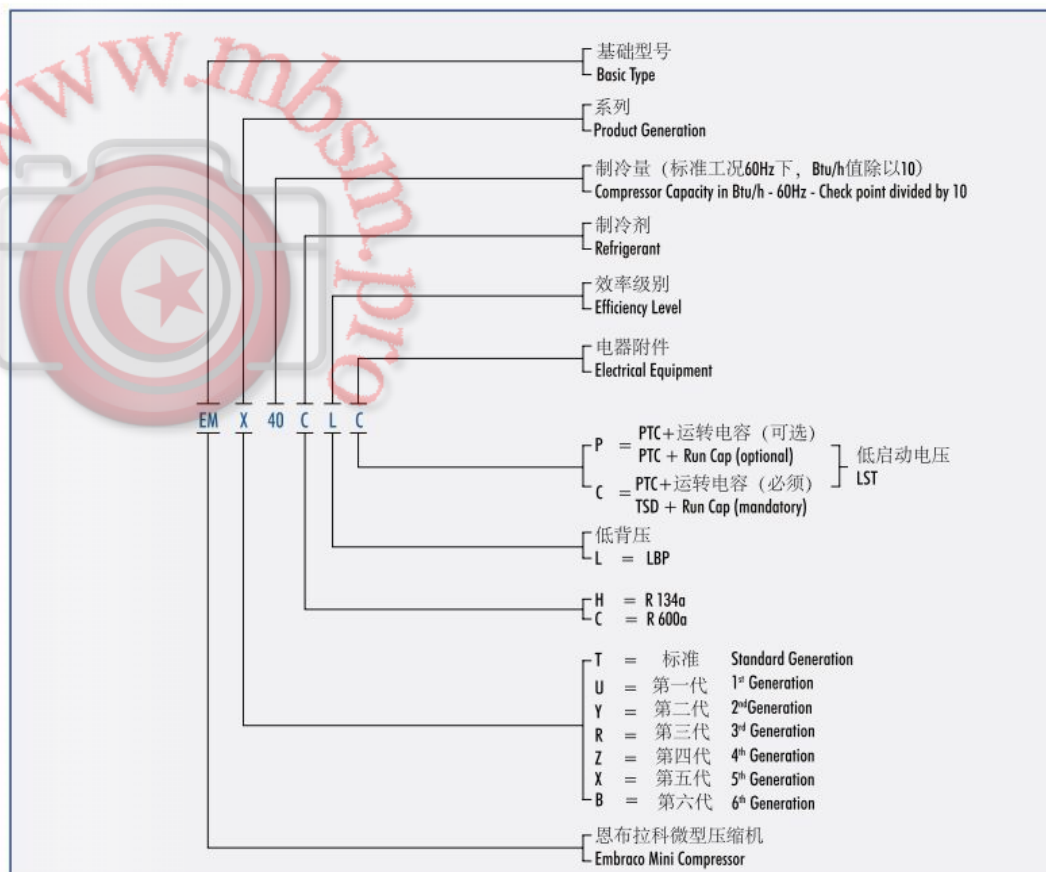 www.mbsm.pro
基础型号
Basic Type
系列
Product Generation
制冷量（标准工况60Hz下，Btu/h值除以10）
Compressor Capacity in Btu/h - 60Hz - Check point divided by 10
制冷剂
Refrigerant
效率级别
Efficiency Level
电器附件
Electrical Equipment
EM X 40 C L C
P = PTC+运转电容（可选）
PTC + Run Cap (optional)
C = PTC+运转电容（必须）
TSD + Run Cap (mandatory)
低启动电压
LST
低背压
L = LBP
H = R 134a
C = R 600a
T = 标准 Standard Generation
U = 第一代 1st Generation
Y = 第二代 2ndGeneration
R = 第三代 3rd Generation
Z = 第四代 4th Generation
X = 第五代 5th Generation
B = 第六代 6th Generation
恩布拉科微型压缩机
Embraco Mini Compressor